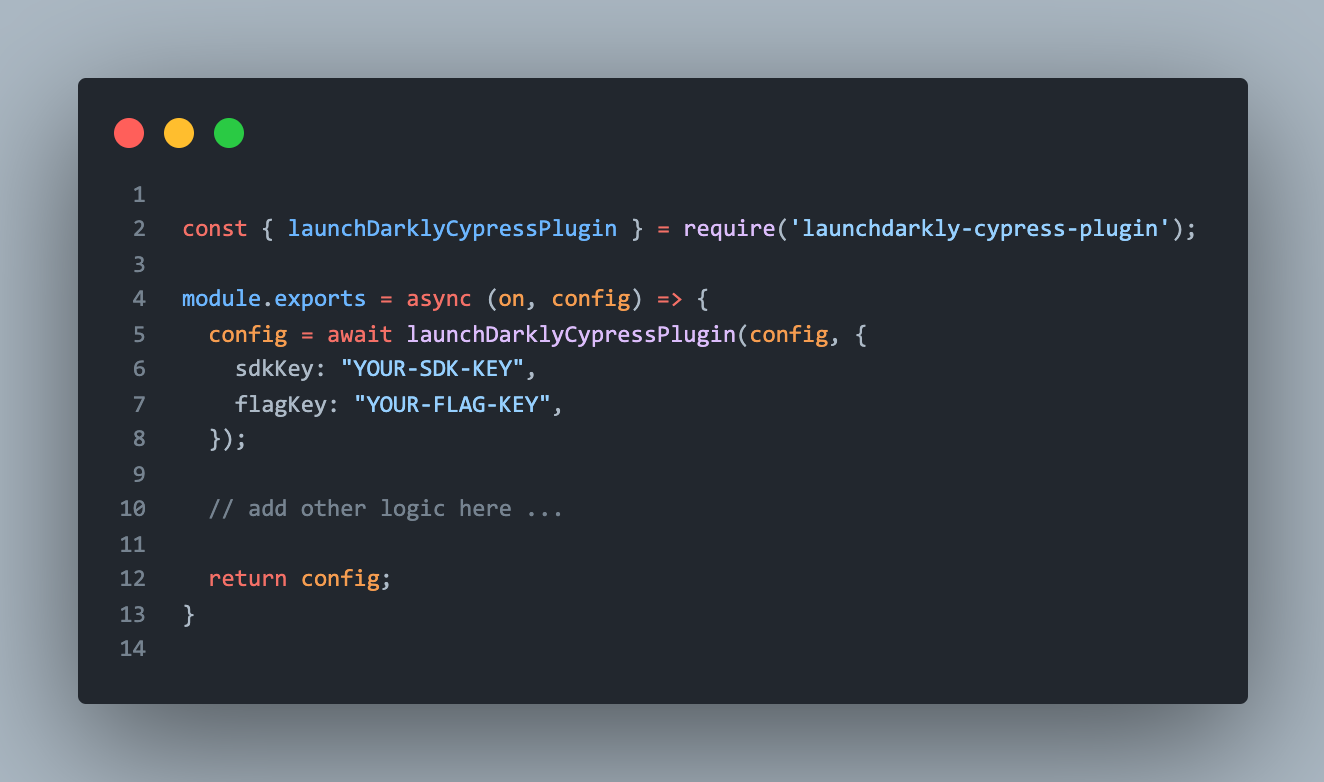 1
2 const { launchDarklyCypressPlugin } = require('launchdarkly-cypress-plugin');
3
4 module.exports = async (on, config) => {
5   config = await launchDarklyCypressPlugin(config, {
6     sdkKey: "YOUR-SDK-KEY",
7     flagKey: "YOUR-FLAG-KEY",
8   });
9
10   // add other logic here ...
11
12   return config;
13 }
14